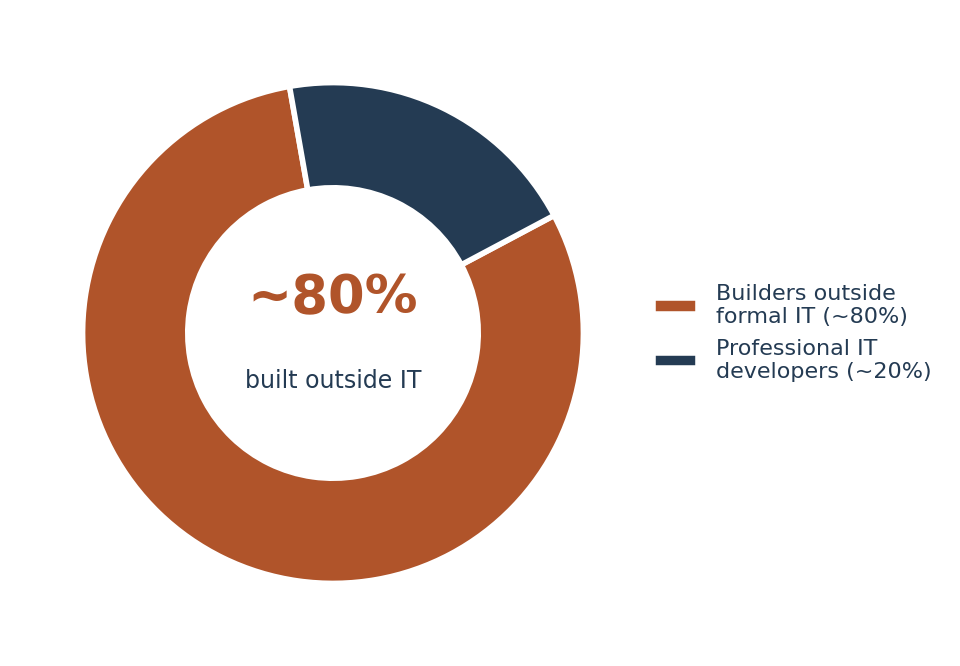 ~80%
built outside IT
Builders outside
formal IT (~80%)
Professional IT
developers (~20%)